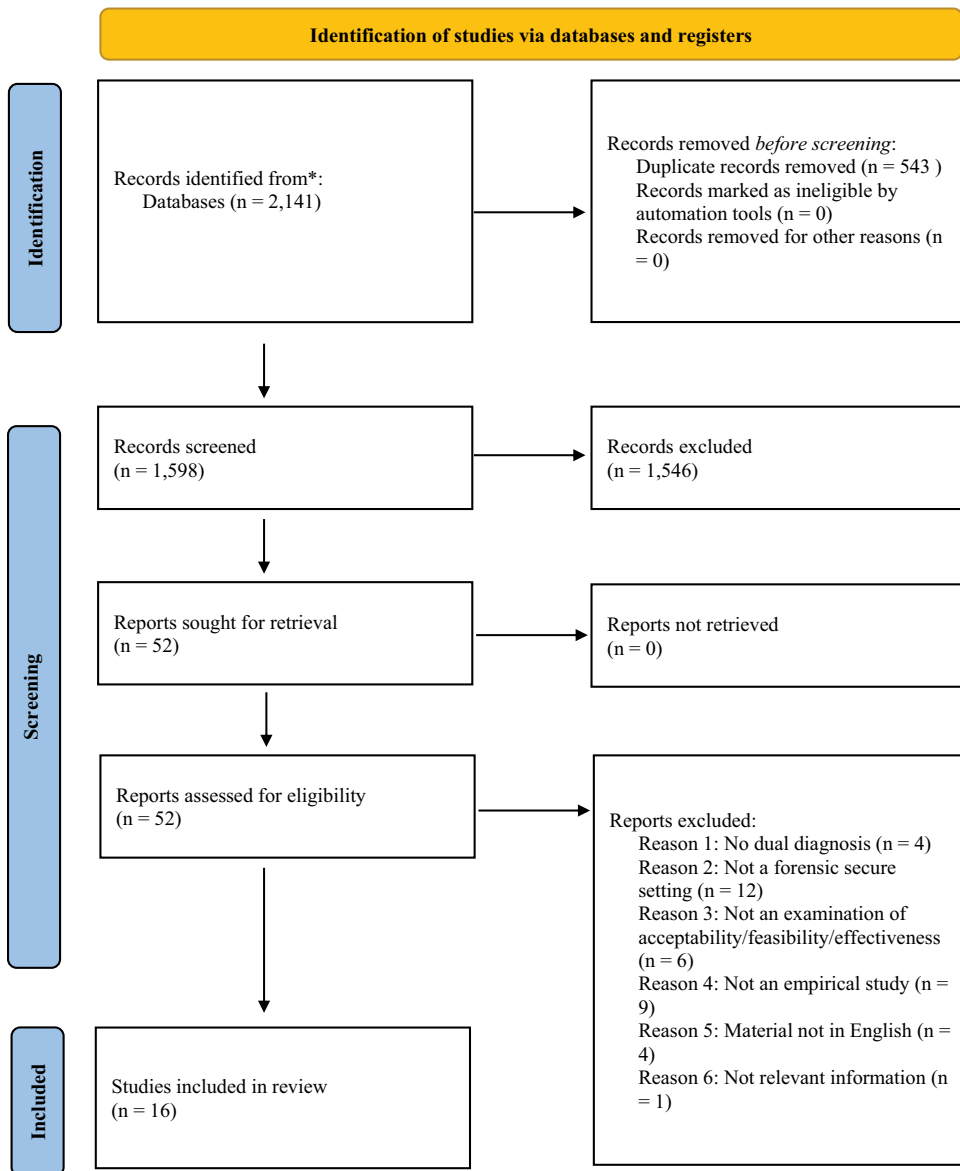 Identification of studies via databases and registers
Identification
Records identified from*:
Databases (n = 2,141)
Records removed before screening:
Duplicate records removed (n = 543 )
Records marked as ineligible by
automation tools (n = 0)
Records removed for other reasons (n
= 0)
Screening
Records screened
(n = 1,598)
Records excluded
(n = 1,546)
Reports sought for retrieval
(n = 52)
Reports not retrieved
(n = 0)
Reports assessed for eligibility
(n = 52)
Reports excluded:
Reason 1: No dual diagnosis (n = 4)
Reason 2: Not a forensic secure
setting (n = 12)
Reason 3: Not an examination of
acceptability/feasibility/effectiveness
(n = 6)
Reason 4: Not an empirical study (n =
9)
Reason 5: Material not in English (n =
4)
Reason 6: Not relevant information (n
= 1)
Included
Studies included in review
(n = 16)